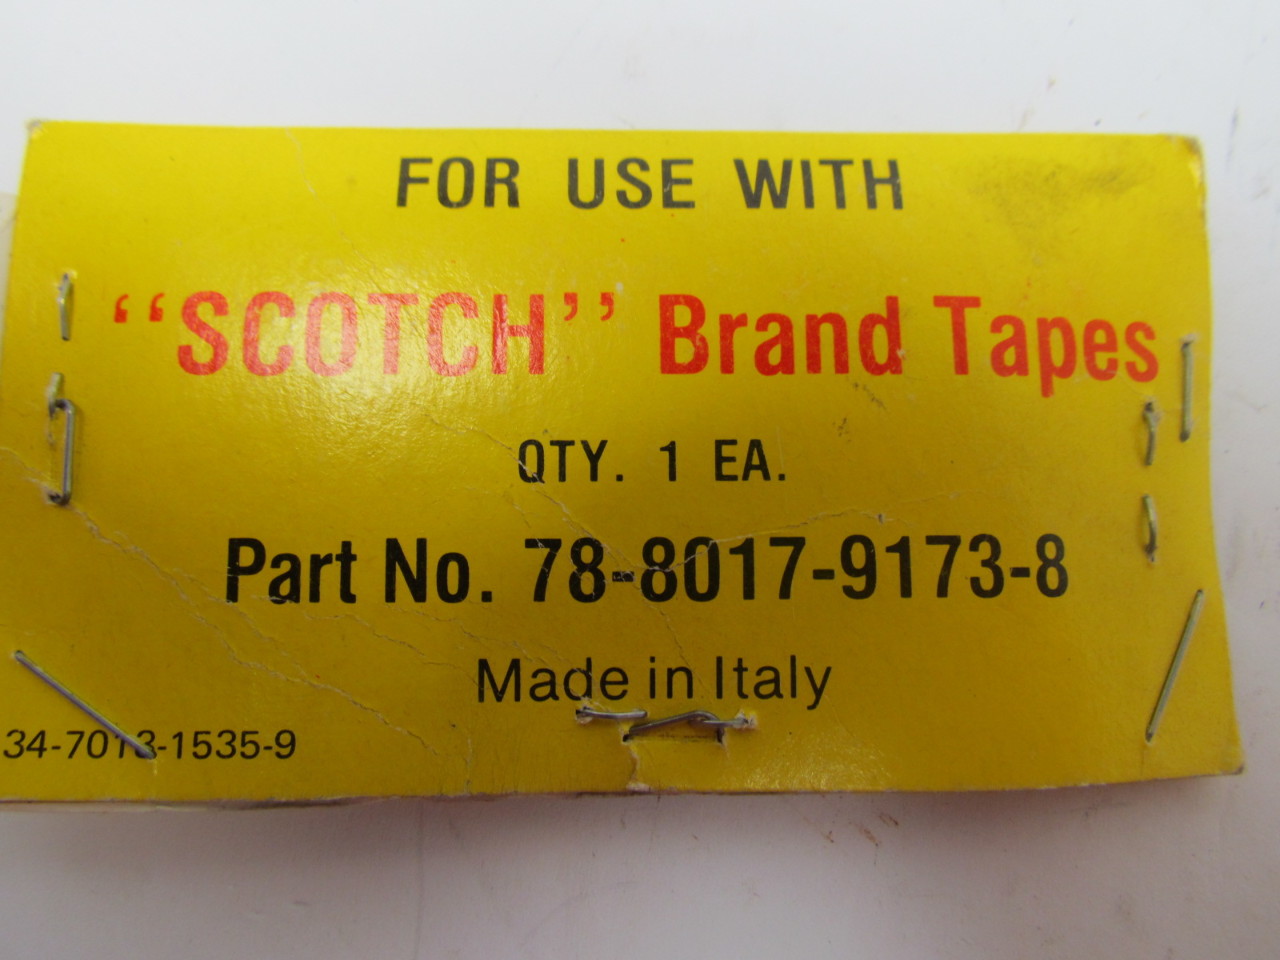 FOR USE WITH
“SCOTCH” Brand Tapes
QTY. 1 EA.
Part No. 78-8017-9173-8
Made in Italy
34-7013-1535-9